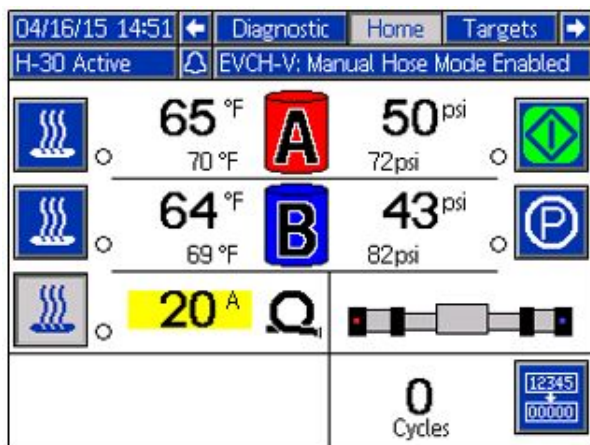 04/16/15 14:51 Diagnostic Home Targets
H-30 Active EVCH-V: Manual Hose Mode Enabled
65 °F A 50 psi
70 °F 72psi
64 °F B 43 psi
69 °F 82psi
20 A
0
Cycles
12345
00000
P